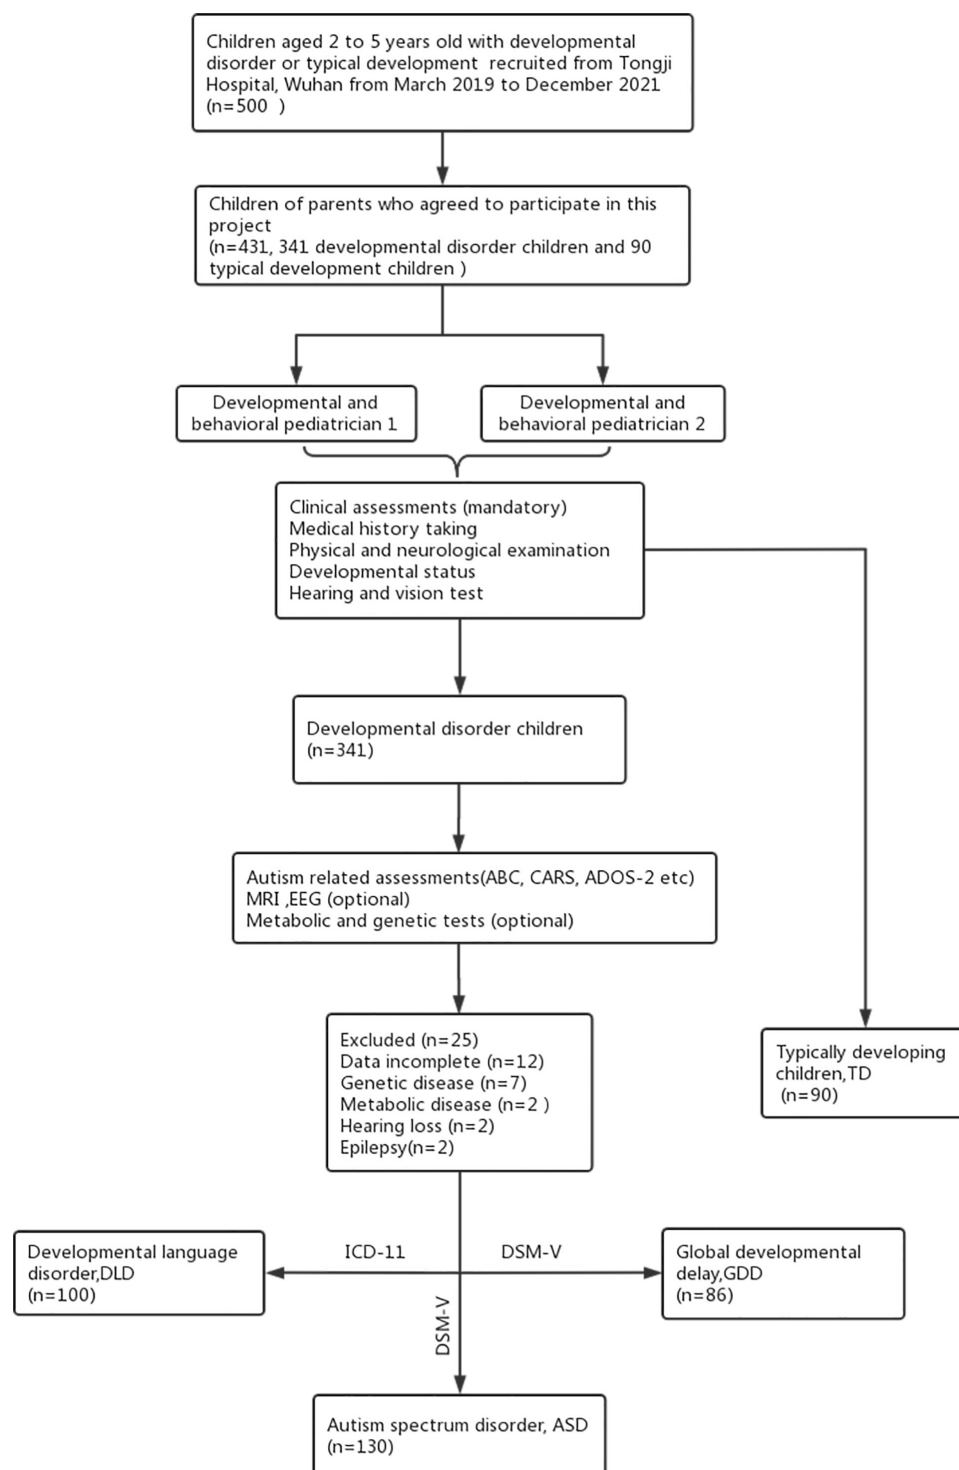 Children aged 2 to 5 years old with developmental
disorder or typical development  recruited from Tongji
Hospital, Wuhan from March 2019 to December 2021
(n=500  )
Children of parents who agreed to participate in this
project
(n=431, 341 developmental disorder children and 90
typical development children )
Developmental and
behavioral pediatrician 1
Developmental and
behavioral pediatrician 2
Clinical assessments (mandatory)
Medical history taking
Physical and neurological examination
Developmental status
Hearing and vision test
Developmental disorder children
(n=341)
Autism related assessments(ABC, CARS, ADOS-2 etc)
MRI ,EEG (optional)
Metabolic and genetic tests (optional)
Excluded (n=25)
Data incomplete (n=12)
Genetic disease (n=7)
Metabolic disease (n=2 )
Hearing loss (n=2)
Epilepsy(n=2)
Typically developing
children,TD
(n=90)
Developmental language
disorder,DLD
(n=100)
ICD-11
DSM-V
Global developmental
delay,GDD
(n=86)
DSM-V
Autism spectrum disorder, ASD
(n=130)